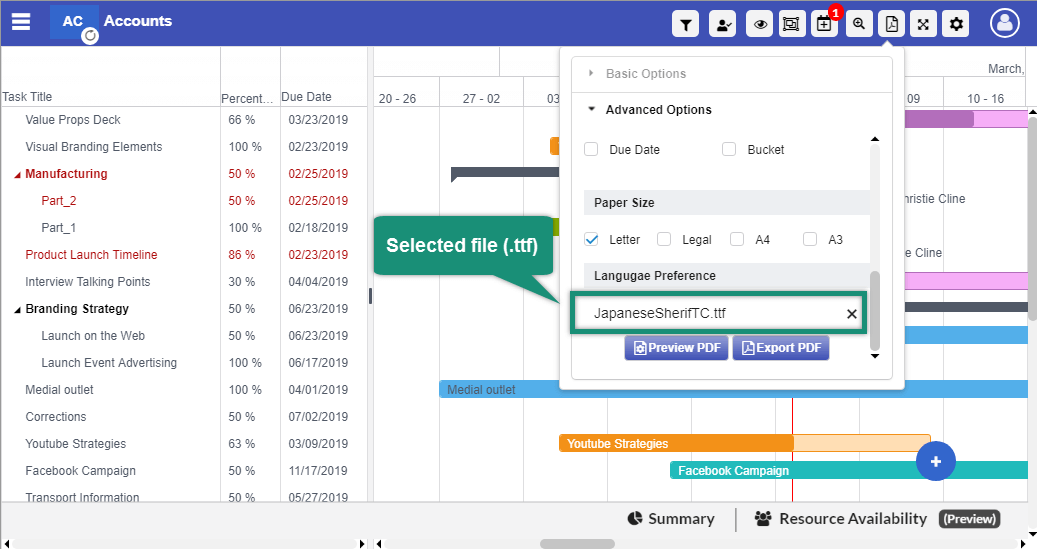 AC Accounts
1
Task Title Percent... Due Date
March,
20 - 26 27 - 02 03 09 10 - 16
Value Props Deck 66 % 03/23/2019
Visual Branding Elements 100 % 02/23/2019
Manufacturing 50 % 02/25/2019
Part_2 50 % 02/25/2019
Part_1 100 % 02/18/2019
Product Launch Timeline 86 % 02/23/2019
Interview Talking Points 30 % 04/04/2019
Branding Strategy 50 % 06/23/2019
Launch on the Web 50 % 06/23/2019
Launch Event Advertising 100 % 06/17/2019
Medial outlet 100 % 04/01/2019
Corrections 50 % 07/02/2019
Youtube Strategies 63 % 03/09/2019
Facebook Campaign 50 % 11/17/2019
Transport Information 50 % 05/27/2019
Basic Options
Advanced Options
Due Date Bucket
Paper Size
Letter Legal A4 A3
Langugae Preference
JapaneseSherifTC.ttf
Preview PDF Export PDF
Selected file (.ttf)
hristie Cline
e Cline
Medial outlet
Youtube Strategies
Facebook Campaign
Summary Resource Availability (Preview)